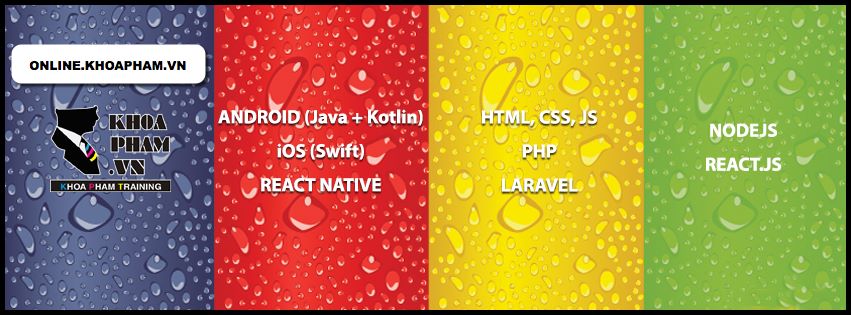 ONLINE.KHOAPHAM.VN
KHOA
PHAM
.VN
KHOA PHAM TRAINING
ANDROID (Java + Kotlin)
iOS (Swift)
REACT NATIVE
HTML, CSS, JS
PHP
LARAVEL
NODEJS
REACT.JS